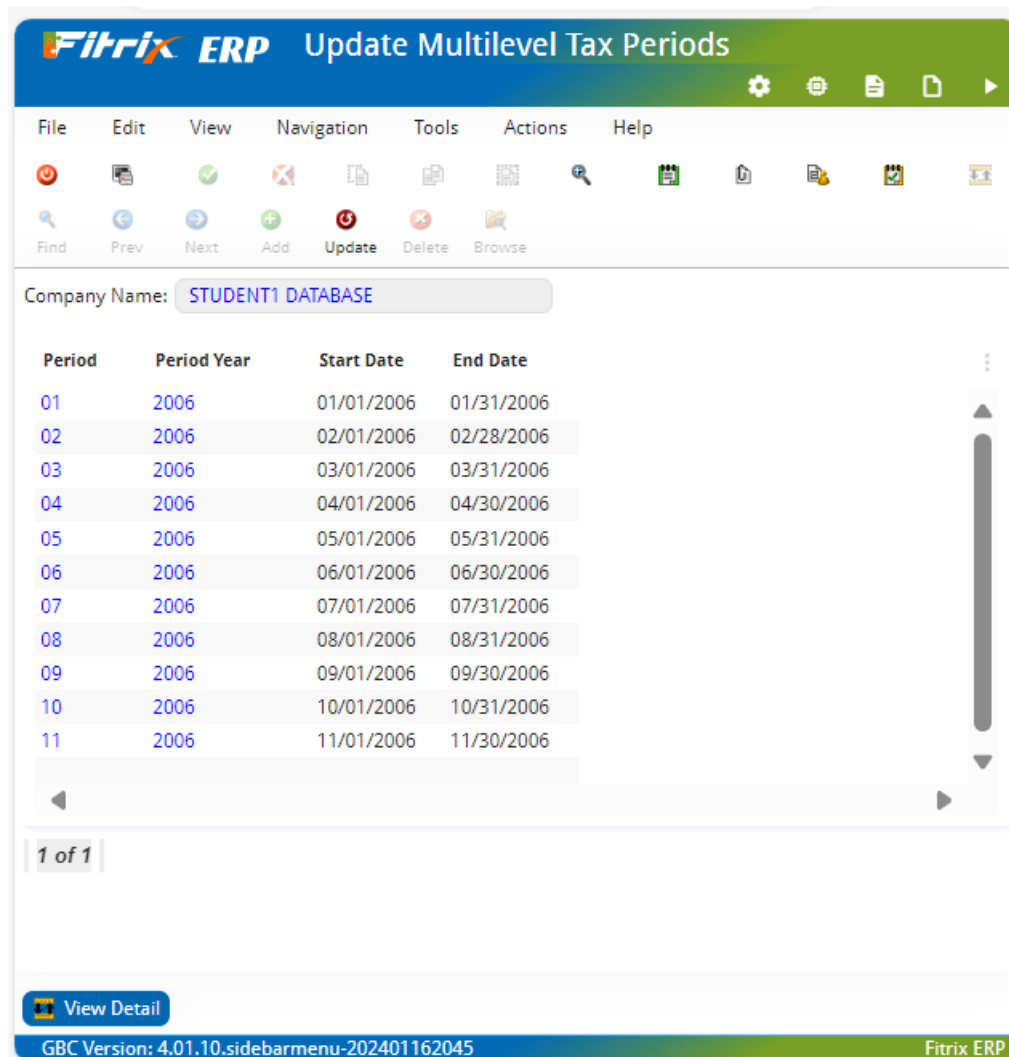 Fitrix ERP Update Multilevel Tax Periods
File Edit View Navigation Tools Actions Help
Find Prev Next Add Update Delete Browse
Company Name: STUDENT1 DATABASE
Period Period Year Start Date End Date
01 2006 01/01/2006 01/31/2006
02 2006 02/01/2006 02/28/2006
03 2006 03/01/2006 03/31/2006
04 2006 04/01/2006 04/30/2006
05 2006 05/01/2006 05/31/2006
06 2006 06/01/2006 06/30/2006
07 2006 07/01/2006 07/31/2006
08 2006 08/01/2006 08/31/2006
09 2006 09/01/2006 09/30/2006
10 2006 10/01/2006 10/31/2006
11 2006 11/01/2006 11/30/2006
1 of 1
View Detail
GBC Version: 4.01.10.sidebarmenu-202401162045 Fitrix ERP